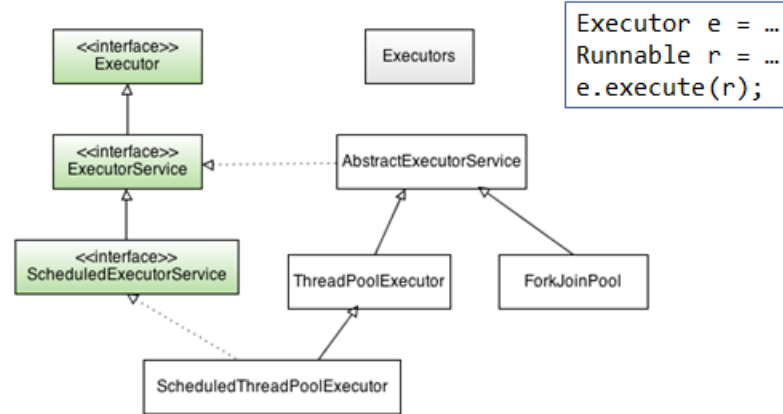 Executor e = …
Runnable r = …
e.execute(r);
<<interface>>
Executor
Executors
<<interface>>
ExecutorService
AbstractExecutorService
<<interface>>
ScheduledExecutorService
ThreadPoolExecutor
ForkJoinPool
ScheduledThreadPoolExecutor